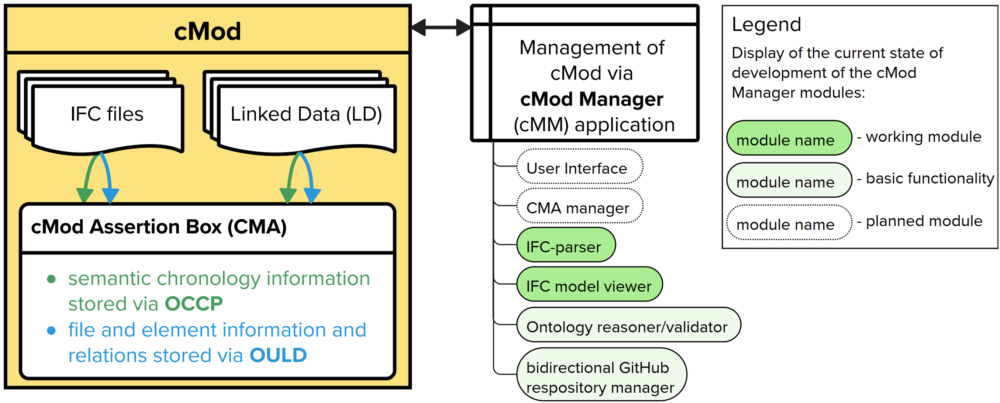 cMod
IFC files
Linked Data (LD)
cMod Assertion Box (CMA)
semantic chronology information
stored via OCCP
file and element information and
relations stored via OULD
Management of
cMod via
cMod Manager
(cMM) application
User Interface
CMA manager
IFC-parser
IFC model viewer
Ontology reasoner/validator
bidirectional GitHub
respository manager
Legend
Display of the current state of
development of the cMod
Manager modules:
module name - working module
module name - basic functionality
module name - planned module